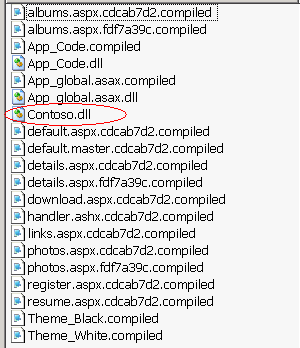 albums.aspx.cdcab7d2.compiled
albums.aspx.fdf7a39c.compiled
App_Code.compiled
App_Code.dll
App_global.asax.compiled
App_global.asax.dll
Contoso.dll
default.aspx.cdcab7d2.compiled
default.master.cdcab7d2.compiled
details.aspx.cdcab7d2.compiled
details.aspx.fdf7a39c.compiled
download.aspx.cdcab7d2.compiled
handler.ashx.cdcab7d2.compiled
links.aspx.cdcab7d2.compiled
photos.aspx.cdcab7d2.compiled
photos.aspx.fdf7a39c.compiled
register.aspx.cdcab7d2.compiled
resume.aspx.cdcab7d2.compiled
Theme_Black.compiled
Theme_White.compiled